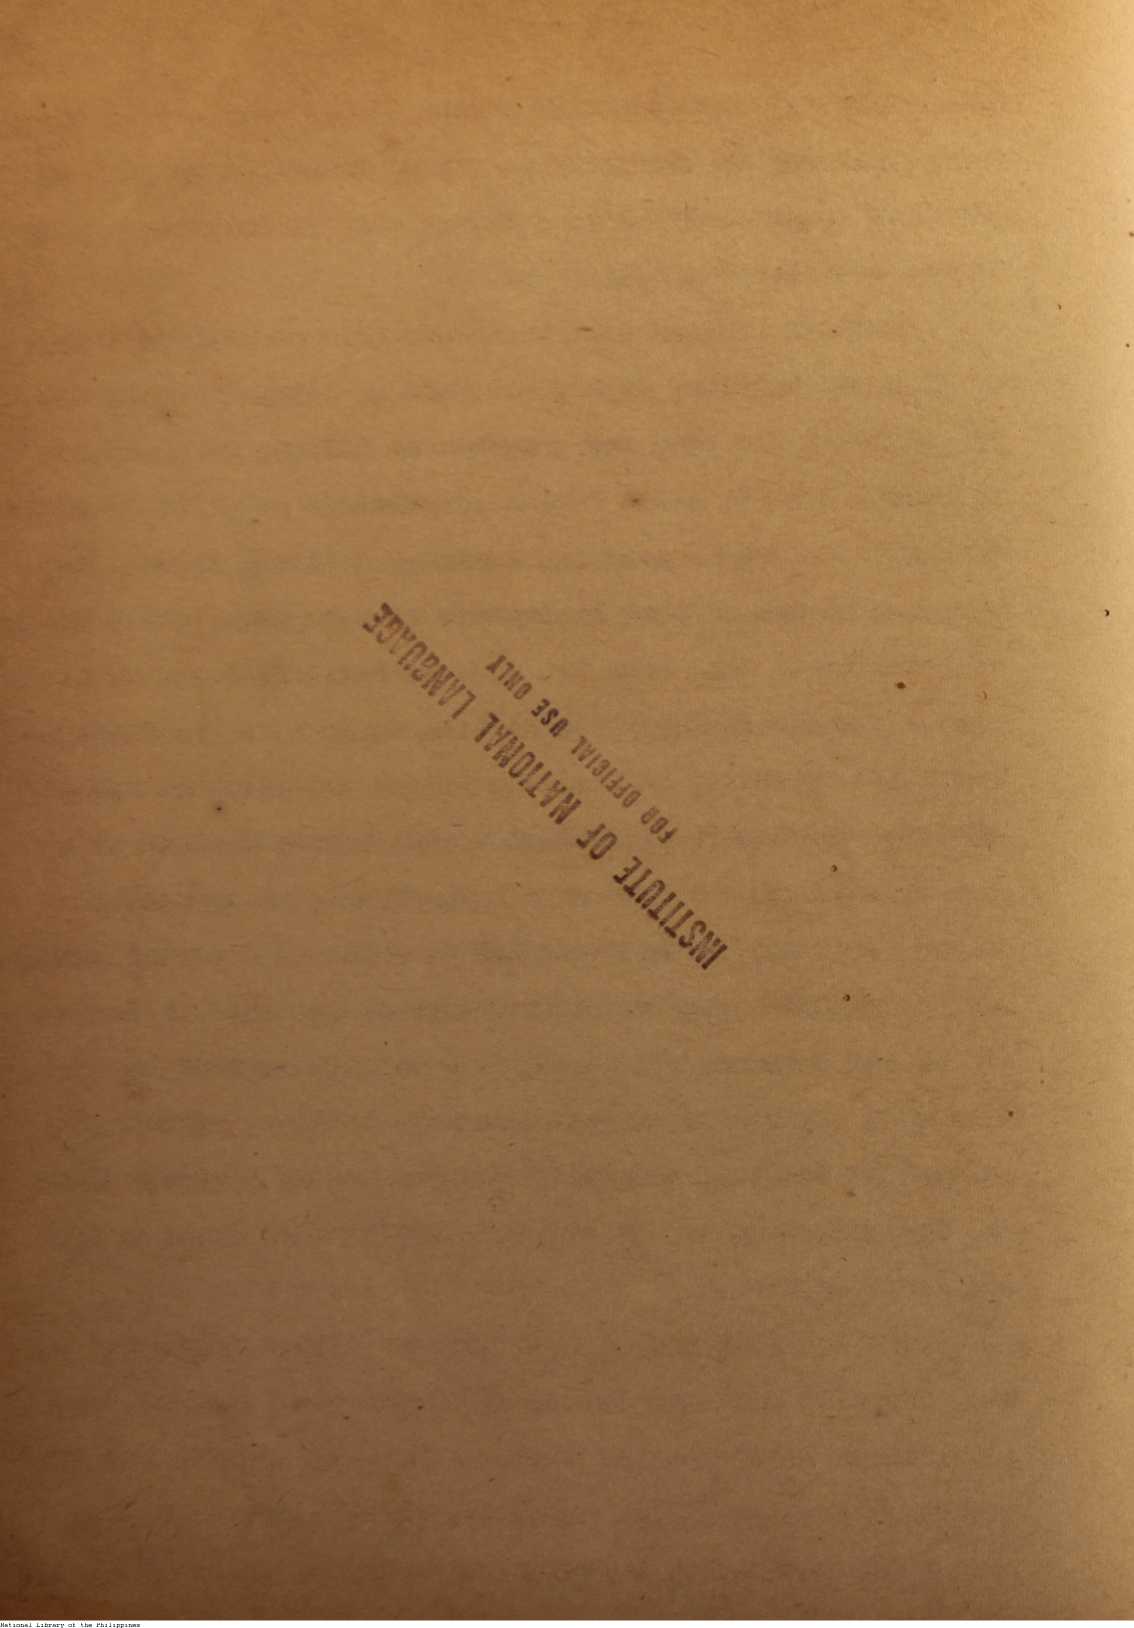 INSTITUTE OF NATIONAL LANGUAGE
FOR OFFICIAL USE ONLY
National Library of the Philippines